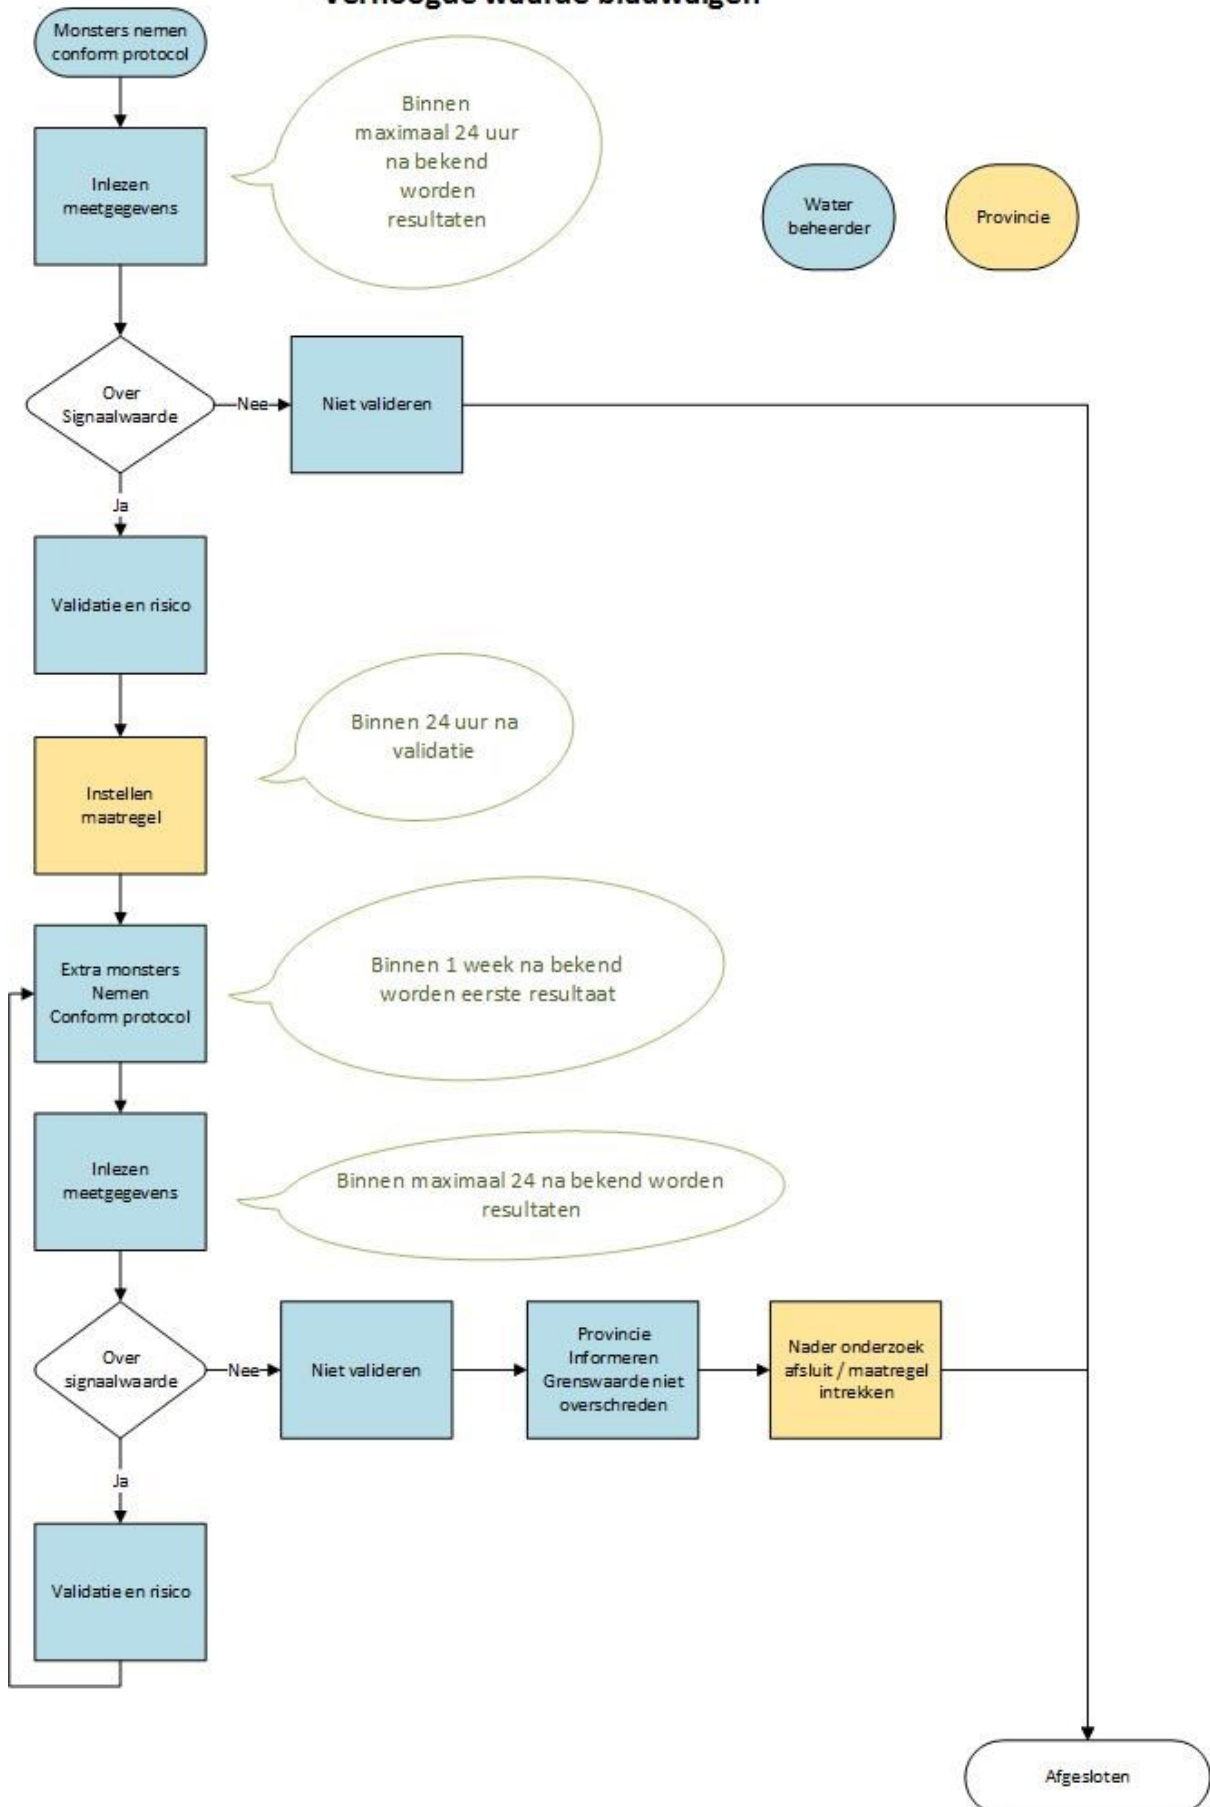 Verhoogde waarde blauwalgen
Monsters nemen
conform protocol
Binnen
maximaal 24 uur
na bekend
worden
resultaten
Inlezen
meetgegevens
Water
beheerder
Provincie
Over
Signaalwaarde
Nee
Niet valideren
Ja
Validatie en risico
Binnen 24 uur na
validatie
Instellen
maatregel
Extra monsters
Nemen
Conform protocol
Binnen 1 week na bekend
worden eerste resultaat
Inlezen
meetgegevens
Binnen maximaal 24 na bekend worden
resultaten
Over
signaalwaarde
Nee
Niet valideren
Provincie
Informeren
Grenswaarde niet
overschreden
Nader onderzoek
afsluit / maatregel
intrekken
Ja
Validatie en risico
Afgesloten